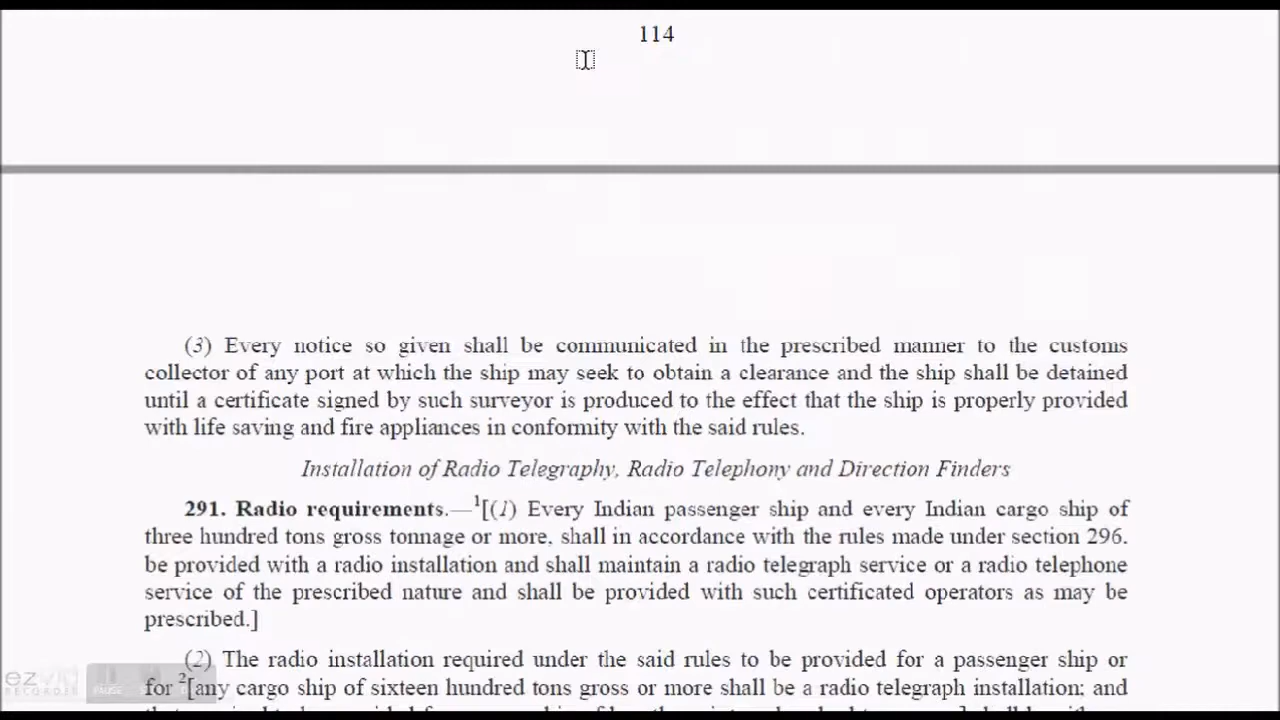 114
(3) Every notice so given shall be communicated in the prescribed manner to the customs
collector of any port at which the ship may seek to obtain a clearance and the ship shall be detained
until a certificate signed by such surveyor is produced to the effect that the ship is properly provided
with life saving and fire appliances in conformity with the said rules.
Installation of Radio Telegraphy, Radio Telephony and Direction Finders
291. Radio requirements.—1[(1) Every Indian passenger ship and every Indian cargo ship of
three hundred tons gross tonnage or more, shall in accordance with the rules made under section 296.
be provided with a radio installation and shall maintain a radio telegraph service or a radio telephone
service of the prescribed nature and shall be provided with such certificated operators as may be
prescribed.]
(2) The radio installation required under the said rules to be provided for a passenger ship or
for 2[any cargo ship of sixteen hundred tons gross or more shall be a radio telegraph installation; and
ezvid
RECORDER
PAUSE